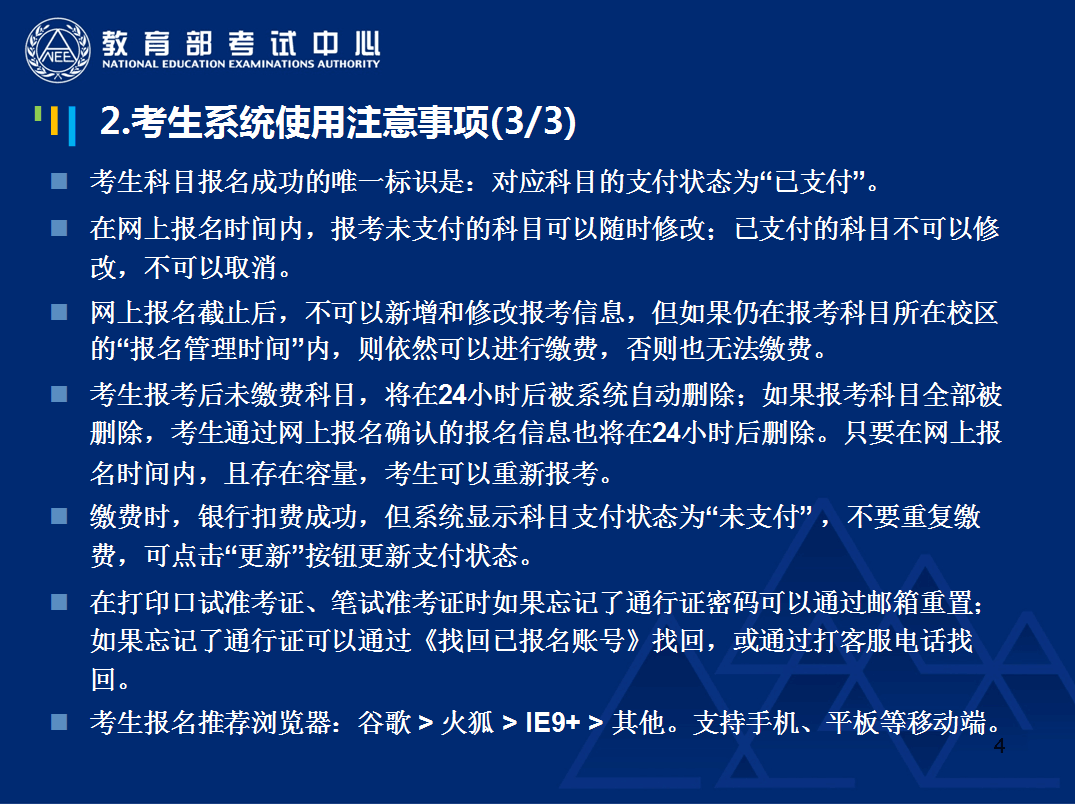 NEE
教育部考试中心
NATIONAL EDUCATION EXAMINATIONS AUTHORITY
2.考生系统使用注意事项(3/3)
考生科目报名成功的唯一标识是：对应科目的支付状态为“已支付”。
在网上报名时间内，报考未支付的科目可以随时修改；已支付的科目不可以修
改，不可以取消。
网上报名截止后，不可以新增和修改报考信息，但如果仍在报考科目所在校区
的“报名管理时间”内，则依然可以进行缴费，否则也无法缴费。
考生报考后未缴费科目，将在24小时后被系统自动删除；如果报考科目全部被
删除，考生通过网上报名确认的报名信息也将在24小时后删除。只要在网上报
名时间内，且存在容量，考生可以重新报考。
缴费时，银行扣费成功，但系统显示科目支付状态为“未支付”，不要重复缴
费，可点击“更新”按钮更新支付状态。
在打印口试准考证、笔试准考证时如果忘记了通行证密码可以通过邮箱重置；
如果忘记了通行证可以通过《找回已报名账号》找回，或通过打客服电话找
回。
考生报名推荐浏览器：谷歌 > 火狐 > IE9+ > 其他。支持手机、平板等移动端。
4